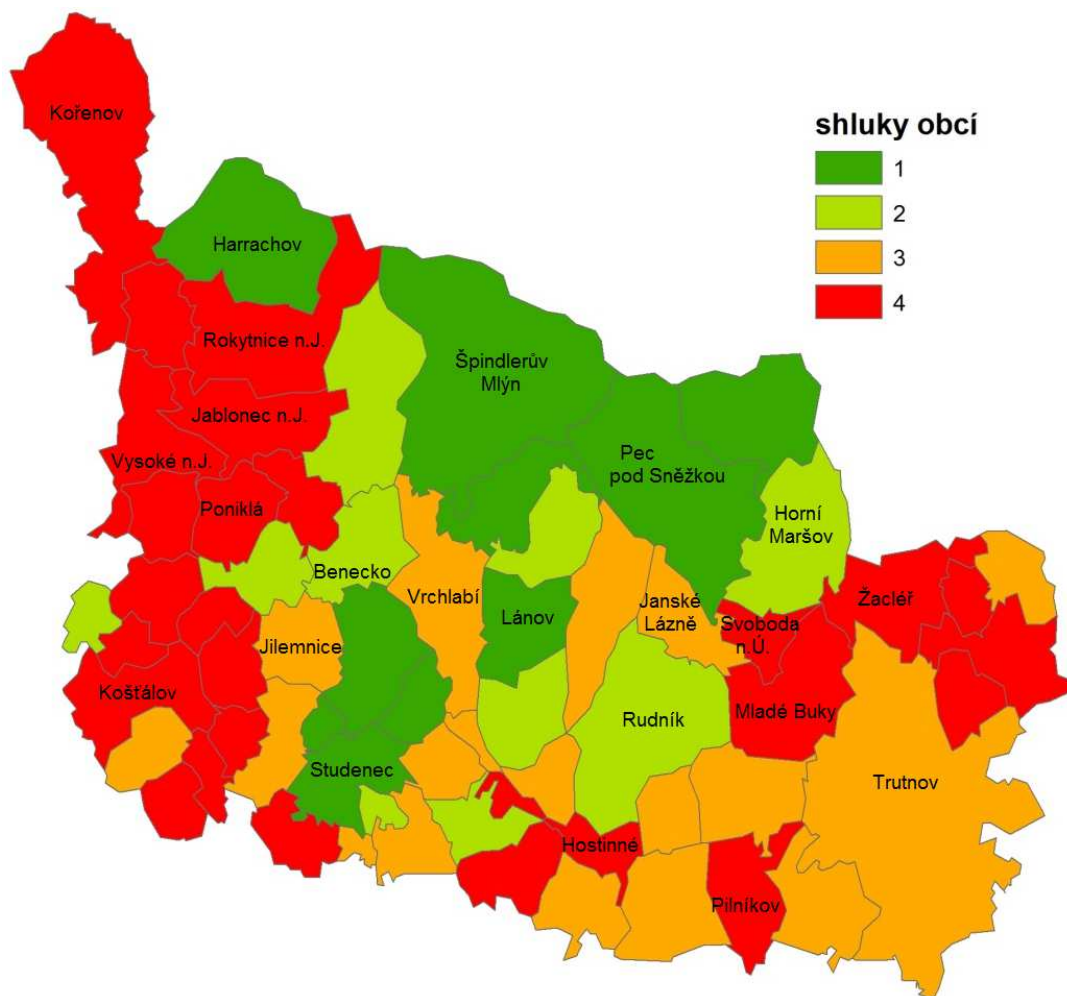 Kořenov
shluky obcí
1
2
3
4
Harrachov
Rokytnice n.J.
Špindlerův
Mlýn
Jablonec n.J.
Vysoké n.J.
Pec
pod Sněžkou
Poniklá
Horní
Maršov
Benecko
Vrchlabí
Lánov
Janské
Lázně
Žacléř
Svoboda
n.Ú.
Jilemnice
Košťálov
Rudník
Mladé Buky
Studenec
Trutnov
Hostinné
Pilníkov